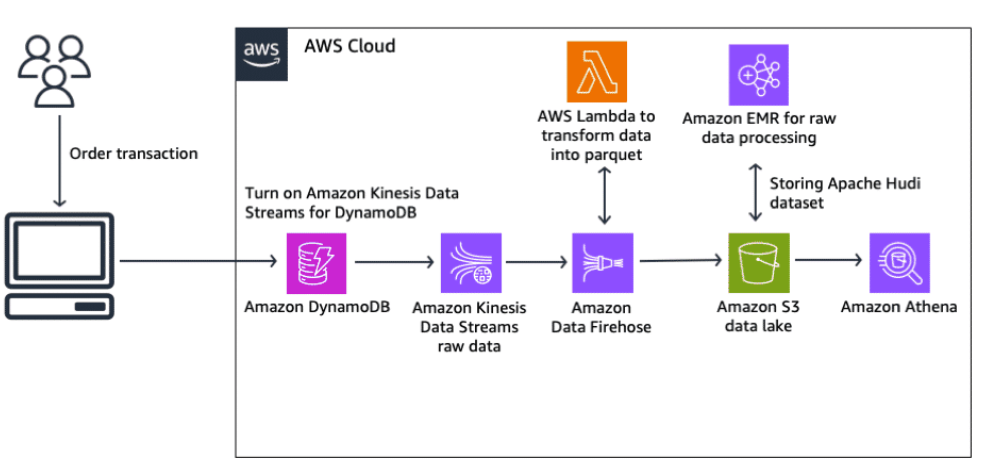 aws
AWS Cloud
Order transaction
AWS Lambda to
transform data
into parquet
Amazon EMR for raw
data processing
Storing Apache Hudi
dataset
Turn on Amazon Kinesis Data
Streams for DynamoDB
Amazon DynamoDB
Amazon Kinesis
Data Streams
raw data
Amazon
Data Firehose
Amazon S3
data lake
Amazon Athena